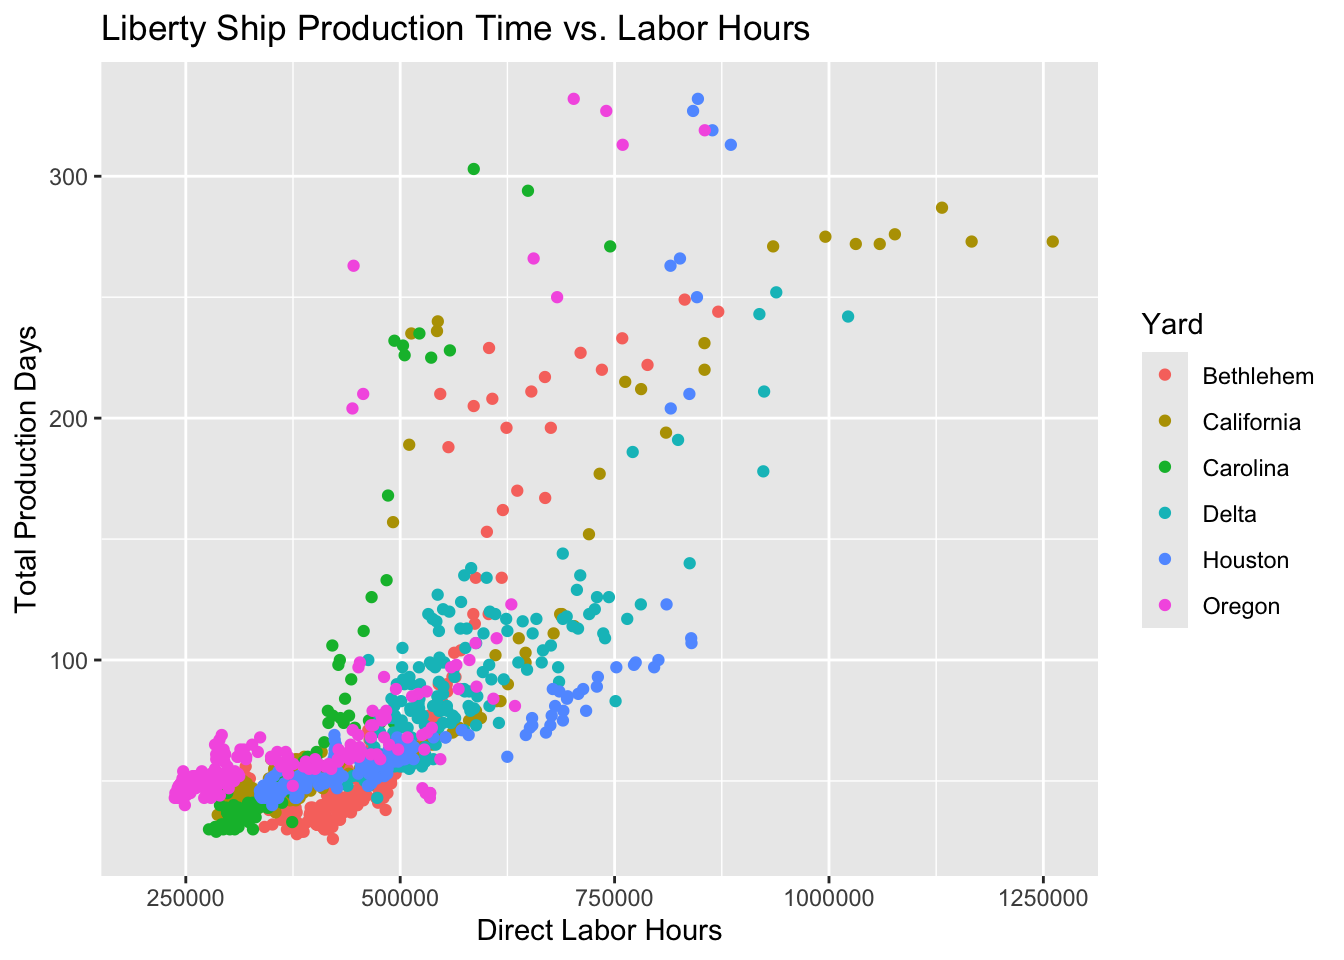 Liberty Ship Production Time vs. Labor Hours
Total Production Days
300
200
100
250000
500000
750000
1000000
1250000
Direct Labor Hours
Yard
Bethlehem
California
Carolina
Delta
Houston
Oregon